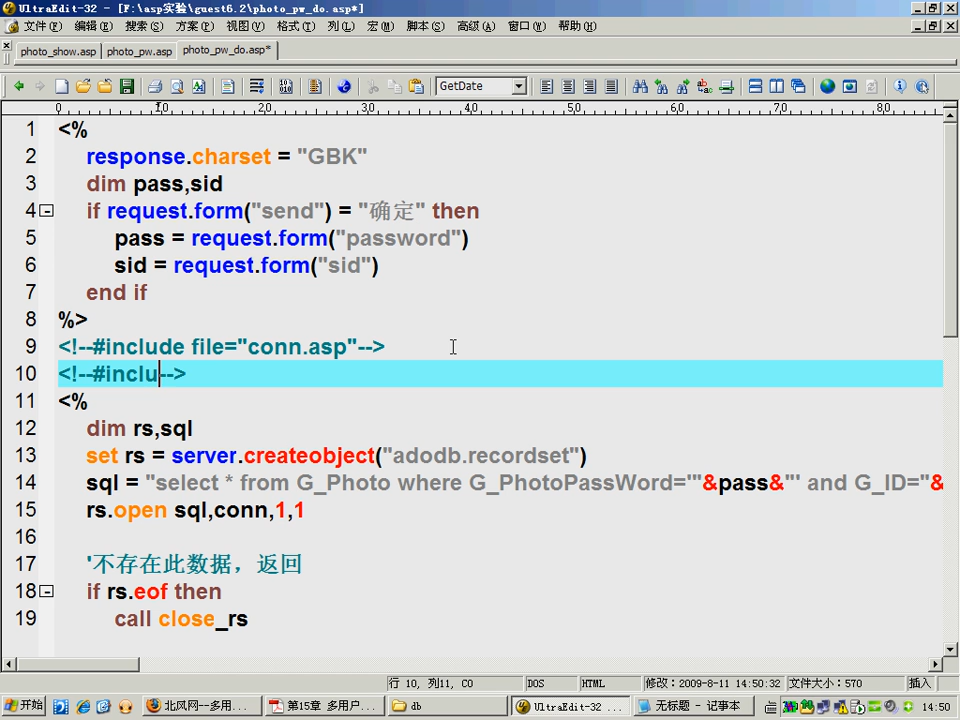 UltraEdit-32 - [F:\asp实验\guest6.2\photo_pw_do.asp*]
文件(F) 编辑(E) 搜索(S) 方案(P) 视图(V) 格式(T) 列(L) 宏(M) 脚本(S) 高级(A) 窗口(W) 帮助(H)
photo_show.asp photo_pw.asp photo_pw_do.asp*
GetDate
0 10 20 30 40 50 60 70 80
1 <%
2 response.charset = "GBK"
3 dim pass,sid
4 if request.form("send") = "确定" then
5 pass = request.form("password")
6 sid = request.form("sid")
7 end if
8 %>
9 <!--#include file="conn.asp"-->
10 <!--#inclu-->
11 <%
12 dim rs,sql
13 set rs = server.createobject("adodb.recordset")
14 sql = "select * from G_Photo where G_PhotoPassWord='"&pass&"' and G_ID="&
15 rs.open sql,conn,1,1
16
17 '不存在此数据，返回
18 if rs.eof then
19 call close_rs
行 10, 列11, C0 DOS HTML 修改：2009-8-11 14:50:32 文件大小：570 插入
开始 北风网--多用... 第15章 多用户... db UltraEdit-32 ... 无标题 - 记事本 14:50